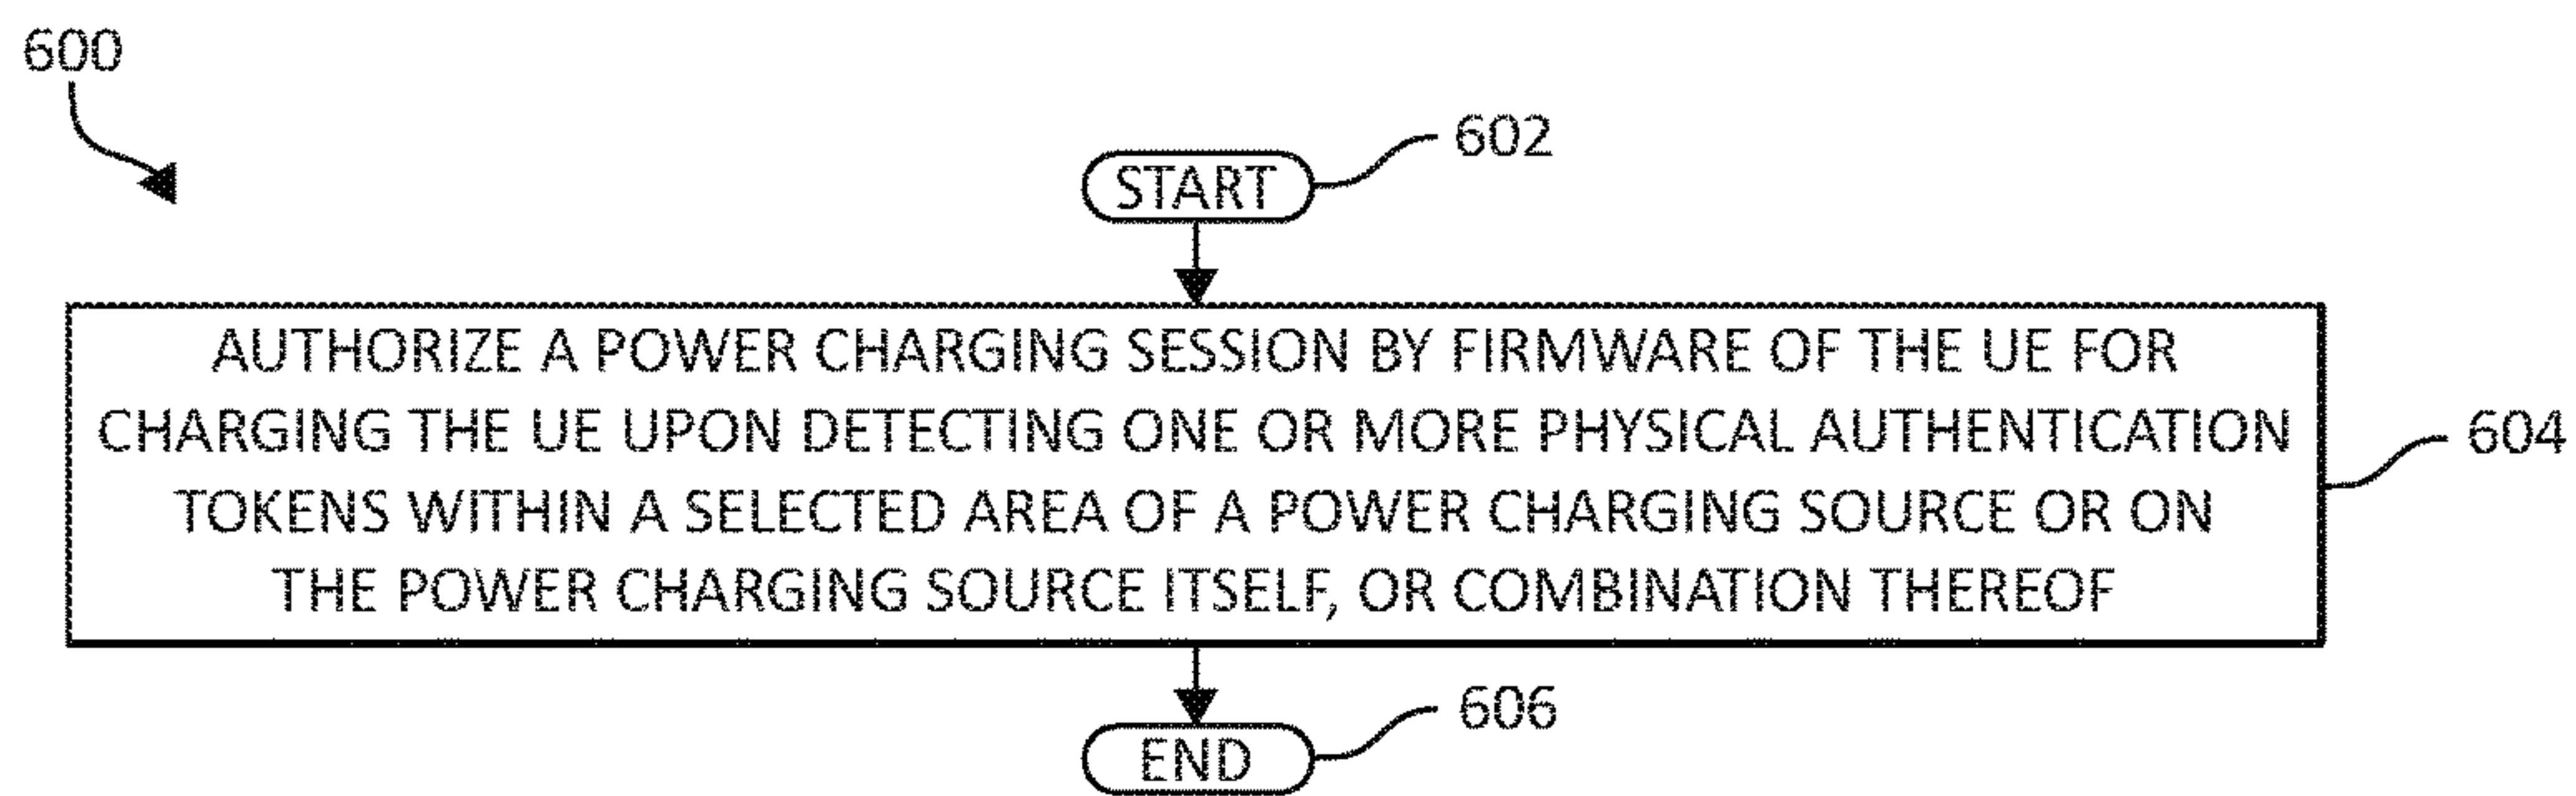 600
602
START
AUTHORIZE A POWER CHARGING SESSION BY FIRMWARE OF THE UE FOR
CHARGING THE UE UPON DETECTING ONE OR MORE PHYSICAL AUTHENTICATION
TOKENS WITHIN A SELECTED AREA OF A POWER CHARGING SOURCE OR ON
THE POWER CHARGING SOURCE ITSELF, OR COMBINATION THEREOF
604
606
END